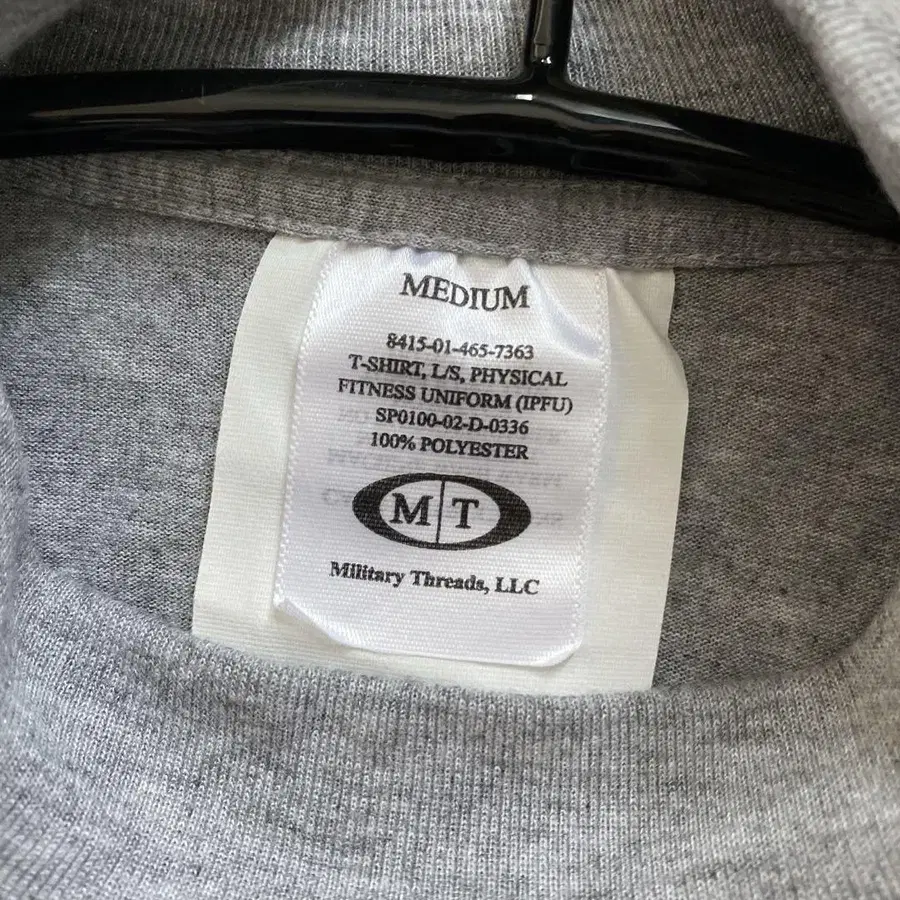 MEDIUM
8415-01-465-7363
T-SHIRT, L/S, PHYSICAL
FITNESS UNIFORM (IPFU)
SP0100-02-D-0336
100% POLYESTER
M T
Military Threads, LLC